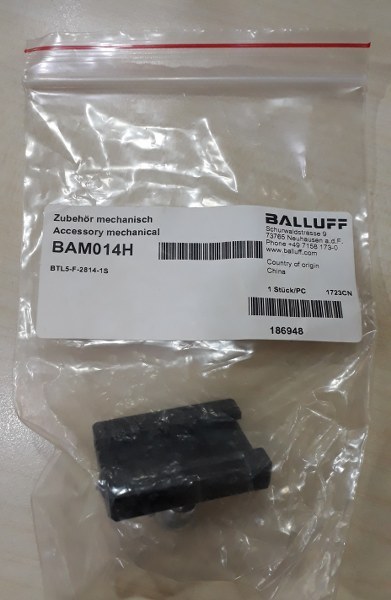 Zubehör mechanisch
Accessory mechanical
BAM014H
BTL5-F-2814-1S
BALLUFF
Schurwaldstrasse 9
73765 Neuhausen a.d.F.
Phone +49 7158 173-0
www.balluff.com
Country of origin
China
1 Stück/PC 1723CN
186948